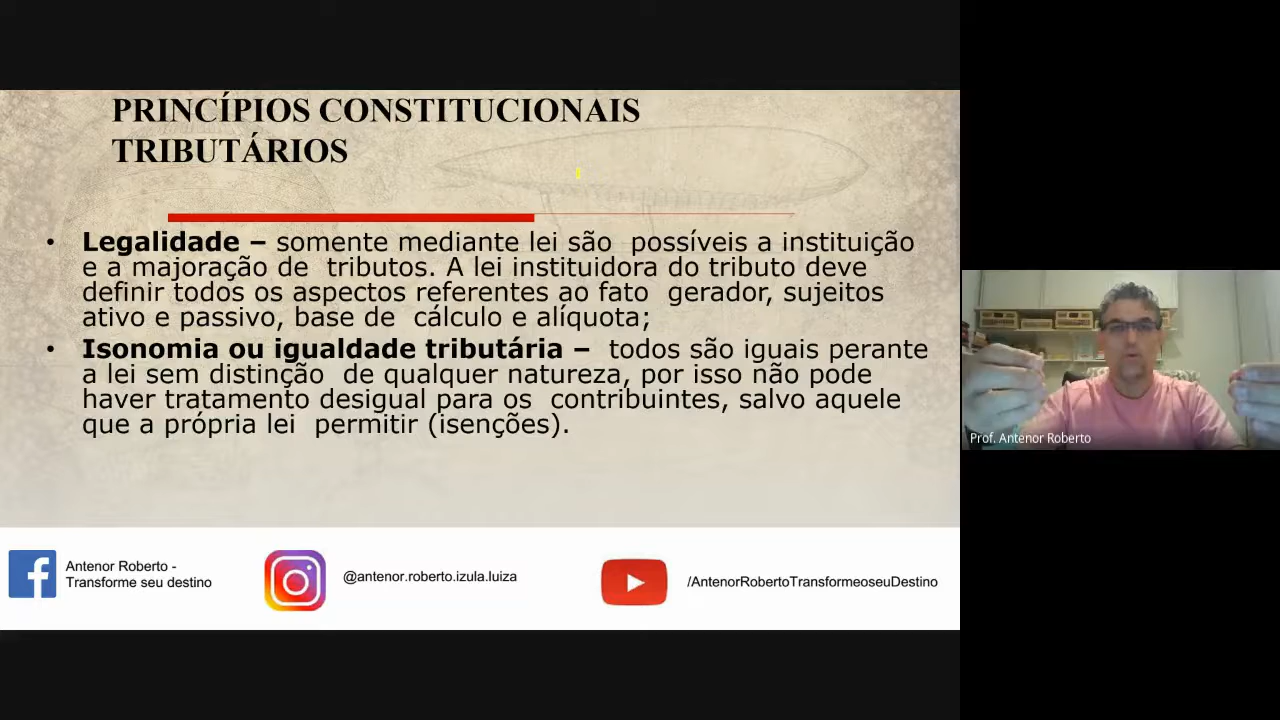 PRINCÍPIOS CONSTITUCIONAIS
TRIBUTÁRIOS
• Legalidade – somente mediante lei são possíveis a instituição
e a majoração de tributos. A lei instituidora do tributo deve
definir todos os aspectos referentes ao fato gerador, sujeitos
ativo e passivo, base de cálculo e alíquota;
• Isonomia ou igualdade tributária – todos são iguais perante
a lei sem distinção de qualquer natureza, por isso não pode
haver tratamento desigual para os contribuintes, salvo aquele
que a própria lei permitir (isenções).
Prof. Antenor Roberto
Antenor Roberto -
Transforme seu destino
@antenor.roberto.izula.luiza
/AntenorRobertoTransformeoseuDestino